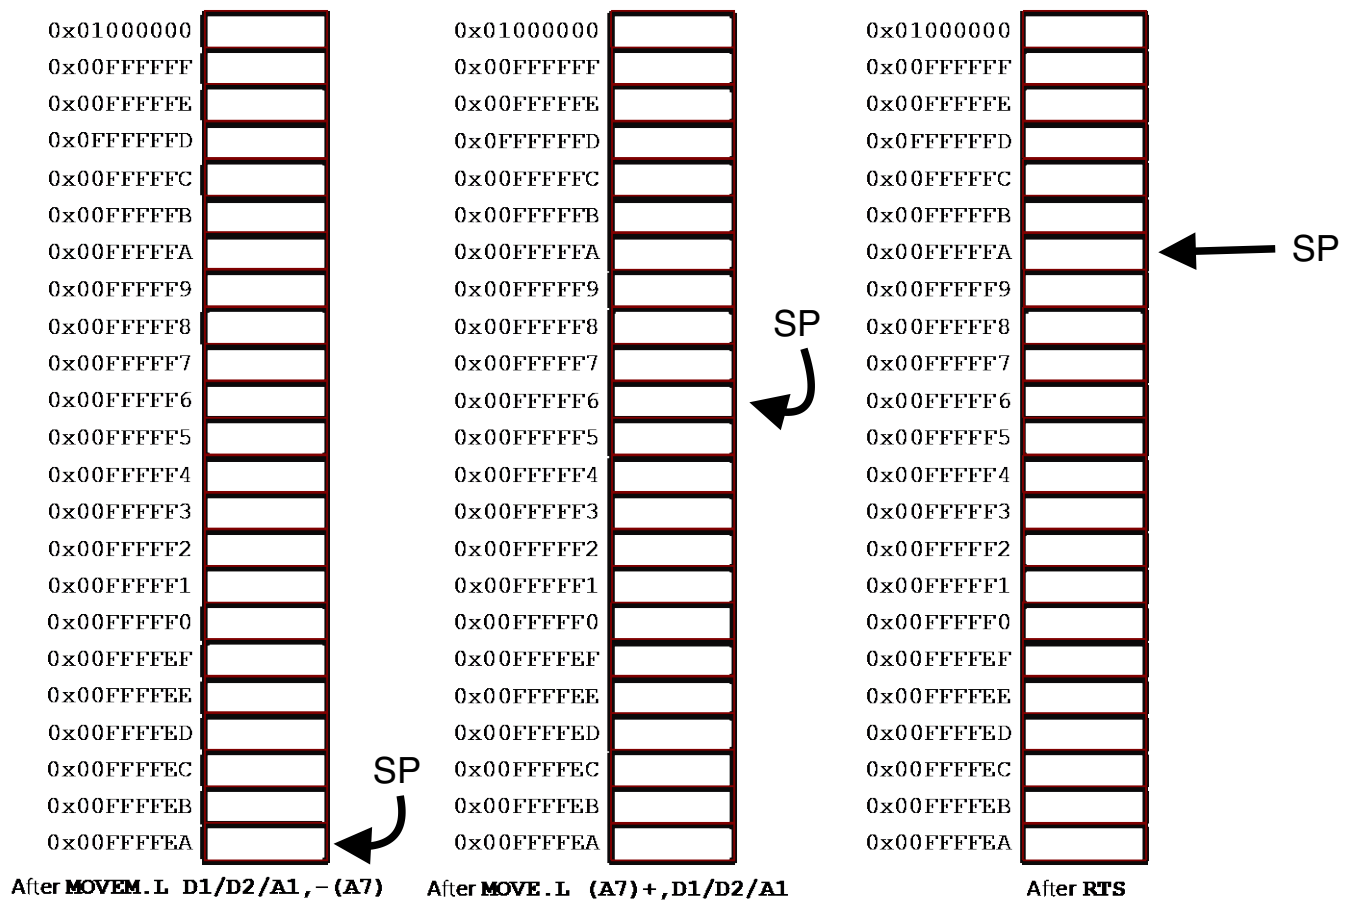 0x01000000 0x01000000 0x01000000
0x00FFFFFF 0x00FFFFFF 0x00FFFFFF
0x00FFFFFE 0x00FFFFFE 0x00FFFFFE
0x0FFFFFFD 0x0FFFFFFD 0x0FFFFFFD
0x00FFFFFC 0x00FFFFFC 0x00FFFFFC
0x00FFFFFB 0x00FFFFFB 0x00FFFFFB
0x00FFFFFA 0x00FFFFFA 0x00FFFFFA SP
0x00FFFFF9 0x00FFFFF9 0x00FFFFF9
0x00FFFFF8 0x00FFFFF8 SP 0x00FFFFF8
0x00FFFFF7 0x00FFFFF7 0x00FFFFF7
0x00FFFFF6 0x00FFFFF6 0x00FFFFF6
0x00FFFFF5 0x00FFFFF5 0x00FFFFF5
0x00FFFFF4 0x00FFFFF4 0x00FFFFF4
0x00FFFFF3 0x00FFFFF3 0x00FFFFF3
0x00FFFFF2 0x00FFFFF2 0x00FFFFF2
0x00FFFFF1 0x00FFFFF1 0x00FFFFF1
0x00FFFFF0 0x00FFFFF0 0x00FFFFF0
0x00FFFFEF 0x00FFFFEF 0x00FFFFEF
0x00FFFFEE 0x00FFFFEE 0x00FFFFEE
0x00FFFFED 0x00FFFFED 0x00FFFFED
0x00FFFFEC SP 0x00FFFFEC 0x00FFFFEC
0x00FFFFEB 0x00FFFFEB 0x00FFFFEB
0x00FFFFEA 0x00FFFFEA 0x00FFFFEA
After MOVEM.L D1/D2/A1,-(A7) After MOVE.L (A7)+,D1/D2/A1 After RTS